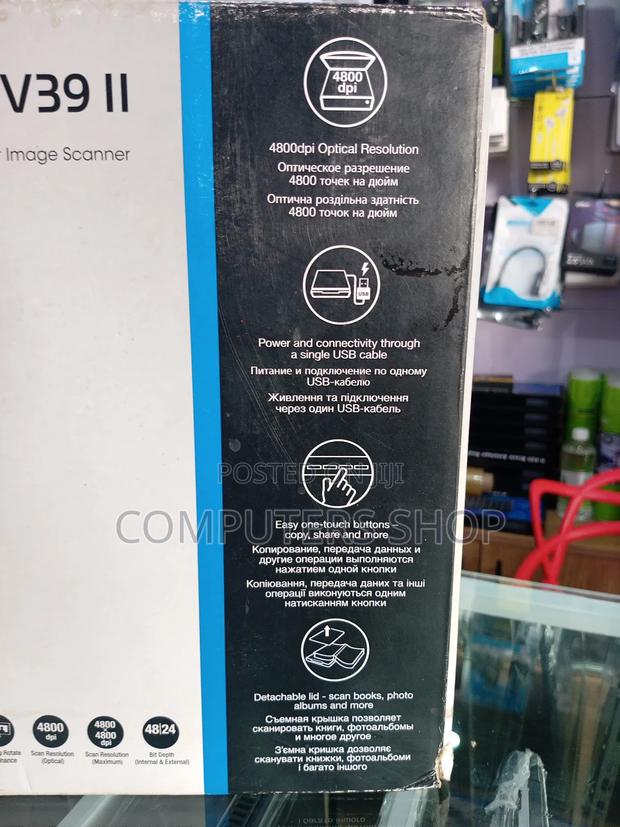 V39 II
Image Scanner
4800
dpi
4800dpi Optical Resolution
Оптическое разрешение
4800 точек на дюйм
Оптична роздільна здатність
4800 точок на дюйм
USB
Power and connectivity through
a single USB cable
Питание и подключение по одному
USB-кабелю
Живлення та підключення
через один USB-кабель
POSTED ON JIJI
COMPUTERS SHOP
Easy one-touch buttons -
copy, share and more
Копирование, передача данных и
другие операции выполняются
нажатием одной кнопки
Копіювання, передача даних та інші
операції виконуються одним
натисканням кнопки
Detachable lid - scan books, photo
albums and more
Съемная крышка позволяет
сканировать книги, фотоальбомы
и многое другое
З'ємна кришка дозволяє
сканувати книжки, фотоальбоми
і багато іншого
4800
dpi
4800
x
4800
dpi
48|24
Rotate
Scan Resolution
(Optical)
Scan Resolution
(Maximum)
Bit Depth
(Internal & External)